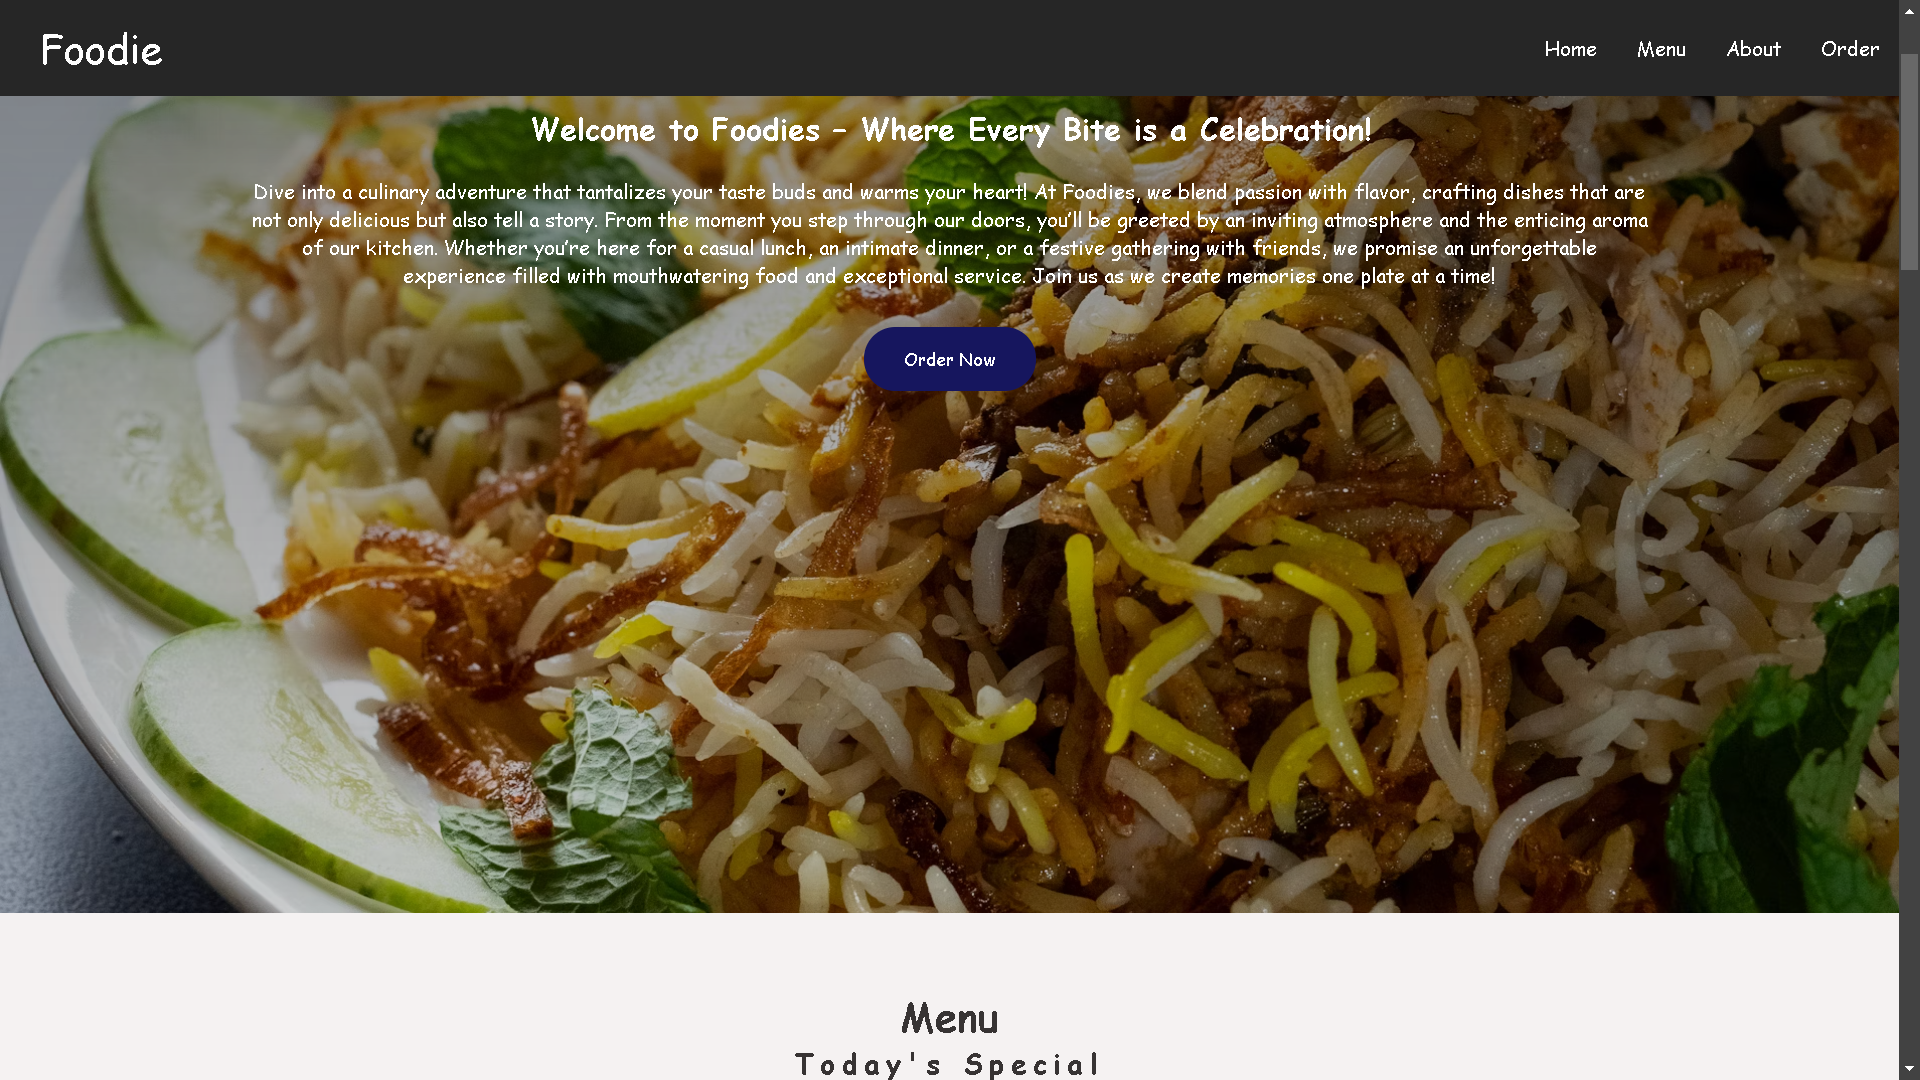 Foodie
Home
Menu
About
Order
Welcome to Foodies – Where Every Bite is a Celebration!
Dive into a culinary adventure that tantalizes your taste buds and warms your heart! At Foodies, we blend passion with flavor, crafting dishes that are
not only delicious but also tell a story. From the moment you step through our doors, you’ll be greeted by an inviting atmosphere and the enticing aroma
of our kitchen. Whether you’re here for a casual lunch, an intimate dinner, or a festive gathering with friends, we promise an unforgettable
experience filled with mouthwatering food and exceptional service. Join us as we create memories one plate at a time!
Order Now
Menu
Today's Special